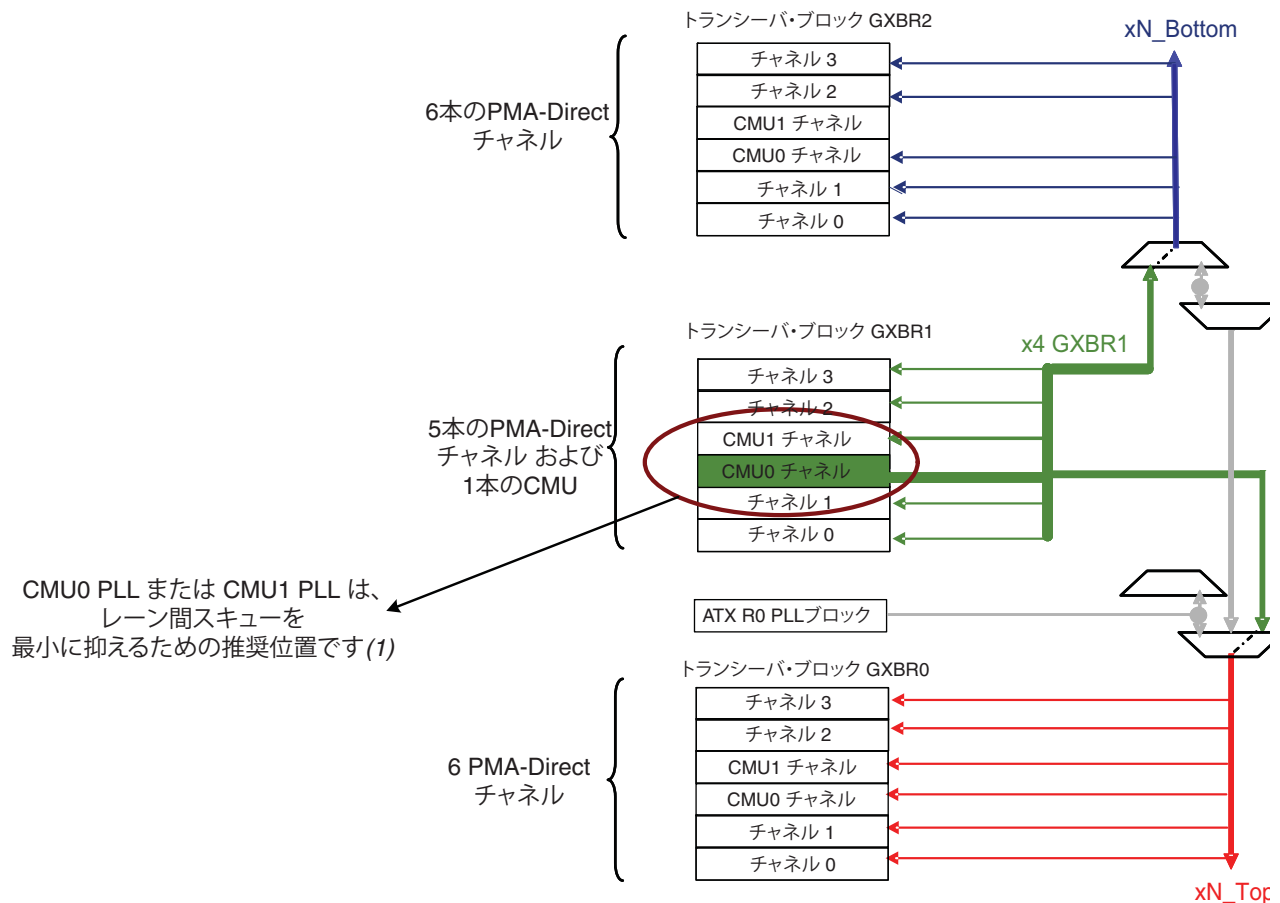 トランシーバ・ブロック GXBR2
xN_Bottom
6本のPMA-Direct
チャネル
チャネル 3
チャネル 2
CMU1 チャネル
CMU0 チャネル
チャネル 1
チャネル 0
トランシーバ・ブロック GXBR1
x4 GXBR1
5本のPMA-Direct
チャネル および
1本のCMU
チャネル 3
チャネル 2
CMU1 チャネル
CMU0 チャネル
チャネル 1
チャネル 0
CMU0 PLL または CMU1 PLL は、
レーン間スキューを
最小に抑えるための推奨位置です(1)
ATX R0 PLLブロック
トランシーバ・ブロック GXBR0
6 PMA-Direct
チャネル
チャネル 3
チャネル 2
CMU1 チャネル
CMU0 チャネル
チャネル 1
チャネル 0
xN_Top